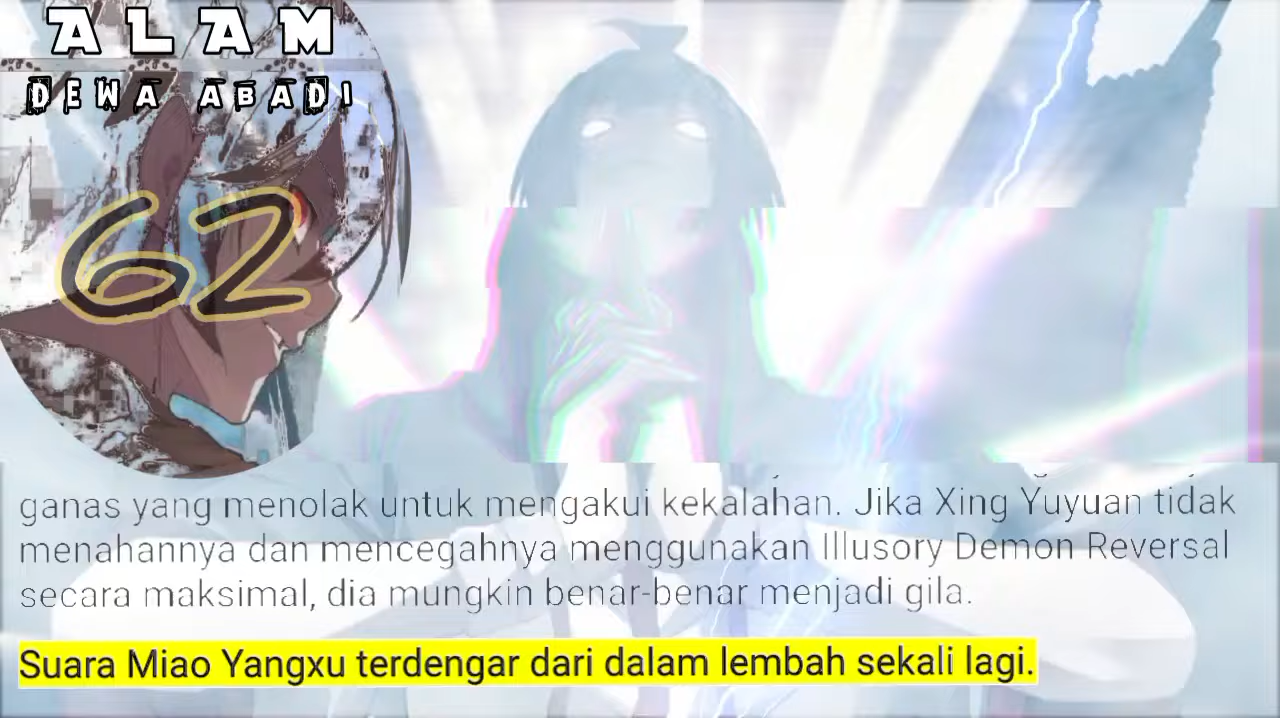 ALAM
DEWA ABADI
62
ganas yang menolak untuk mengakui kekalahan. Jika Xing Yuyuan tidak
menahannya dan mencegahnya menggunakan Illusory Demon Reversal
secara maksimal, dia mungkin benar-benar menjadi gila.
Suara Miao Yangxu terdengar dari dalam lembah sekali lagi.